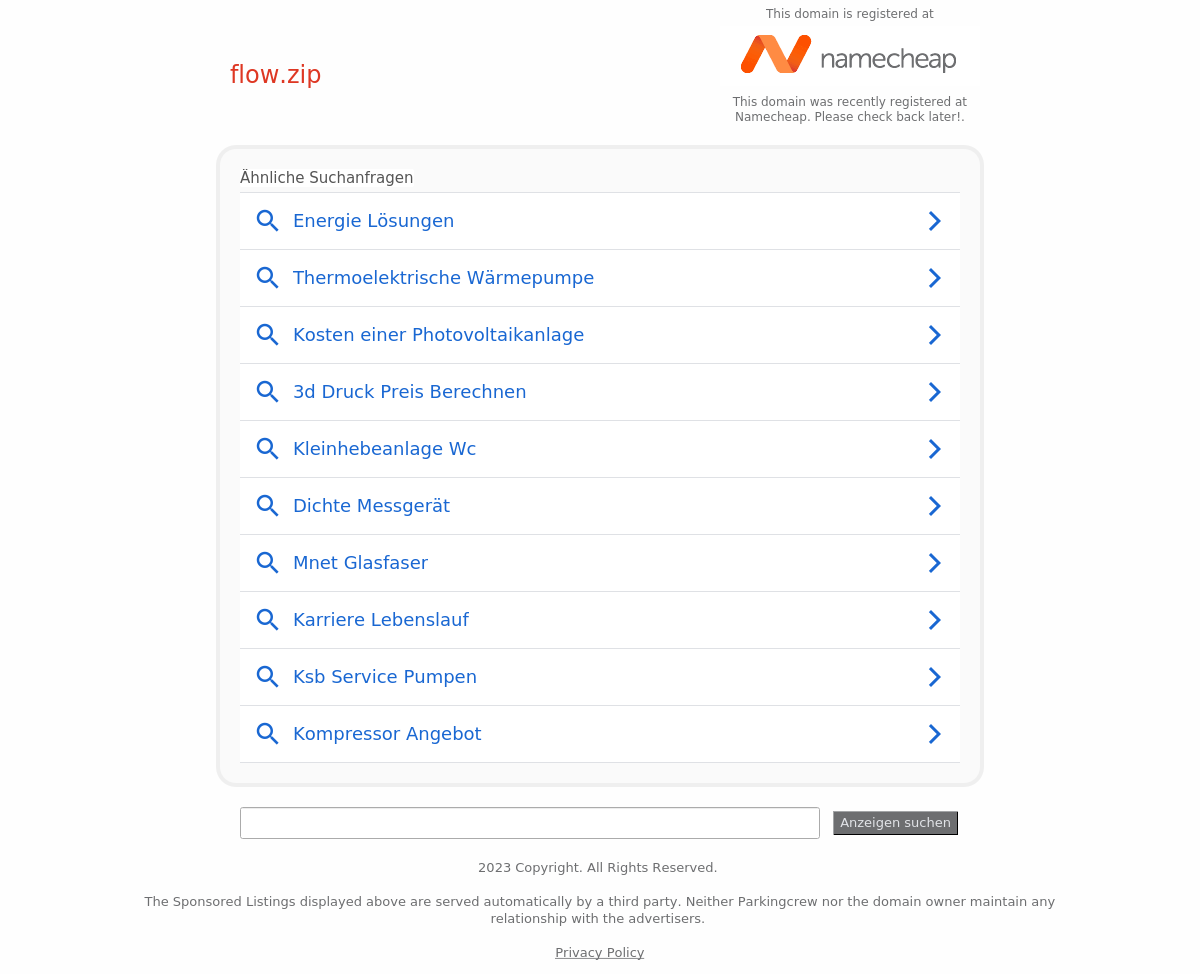 This domain is registered at
namecheap
flow.zip
This domain was recently registered at
Namecheap. Please check back later!.
Ähnliche Suchanfragen
Energie Lösungen
Thermoelektrische Wärmepumpe
Kosten einer Photovoltaikanlage
3d Druck Preis Berechnen
Kleinhebeanlage Wc
Dichte Messgerät
Mnet Glasfaser
Karriere Lebenslauf
Ksb Service Pumpen
Kompressor Angebot
Anzeigen suchen
2023 Copyright. All Rights Reserved.
The Sponsored Listings displayed above are served automatically by a third party. Neither Parkingcrew nor the domain owner maintain any
relationship with the advertisers.
Privacy Policy